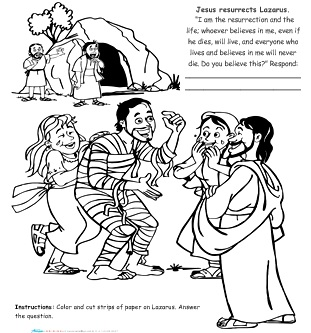 Jesus resurrects Lazarus.
"I am the resurrection and the
life; whoever believes in me, even if
he dies, will live, and everyone who
lives and believes in me will never
die. Do you believe this?" Respond:
Instructions: Color and cut strips of paper on Lazarus. Answer
the question.